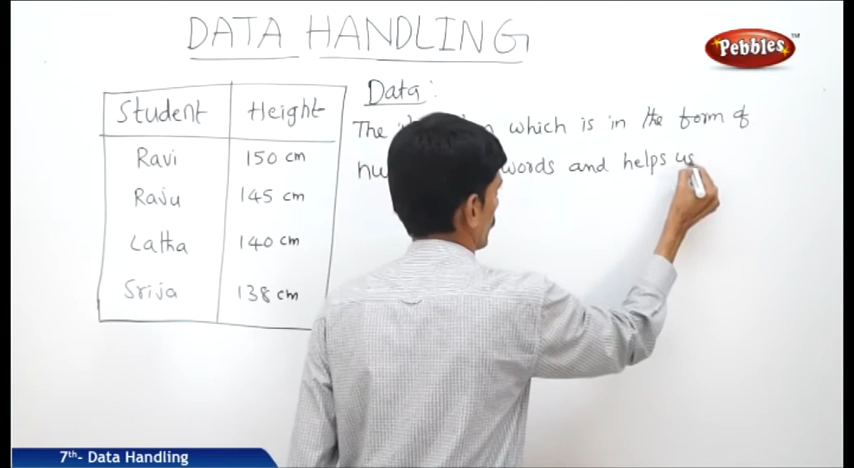 DATA HANDLING
Pebbles
TM
Student Height
Ravi 150 cm
Raju 145 cm
Latha 140 cm
Srija 138 cm
Data:
The which is in the form of
words and helps us
7th- Data Handling